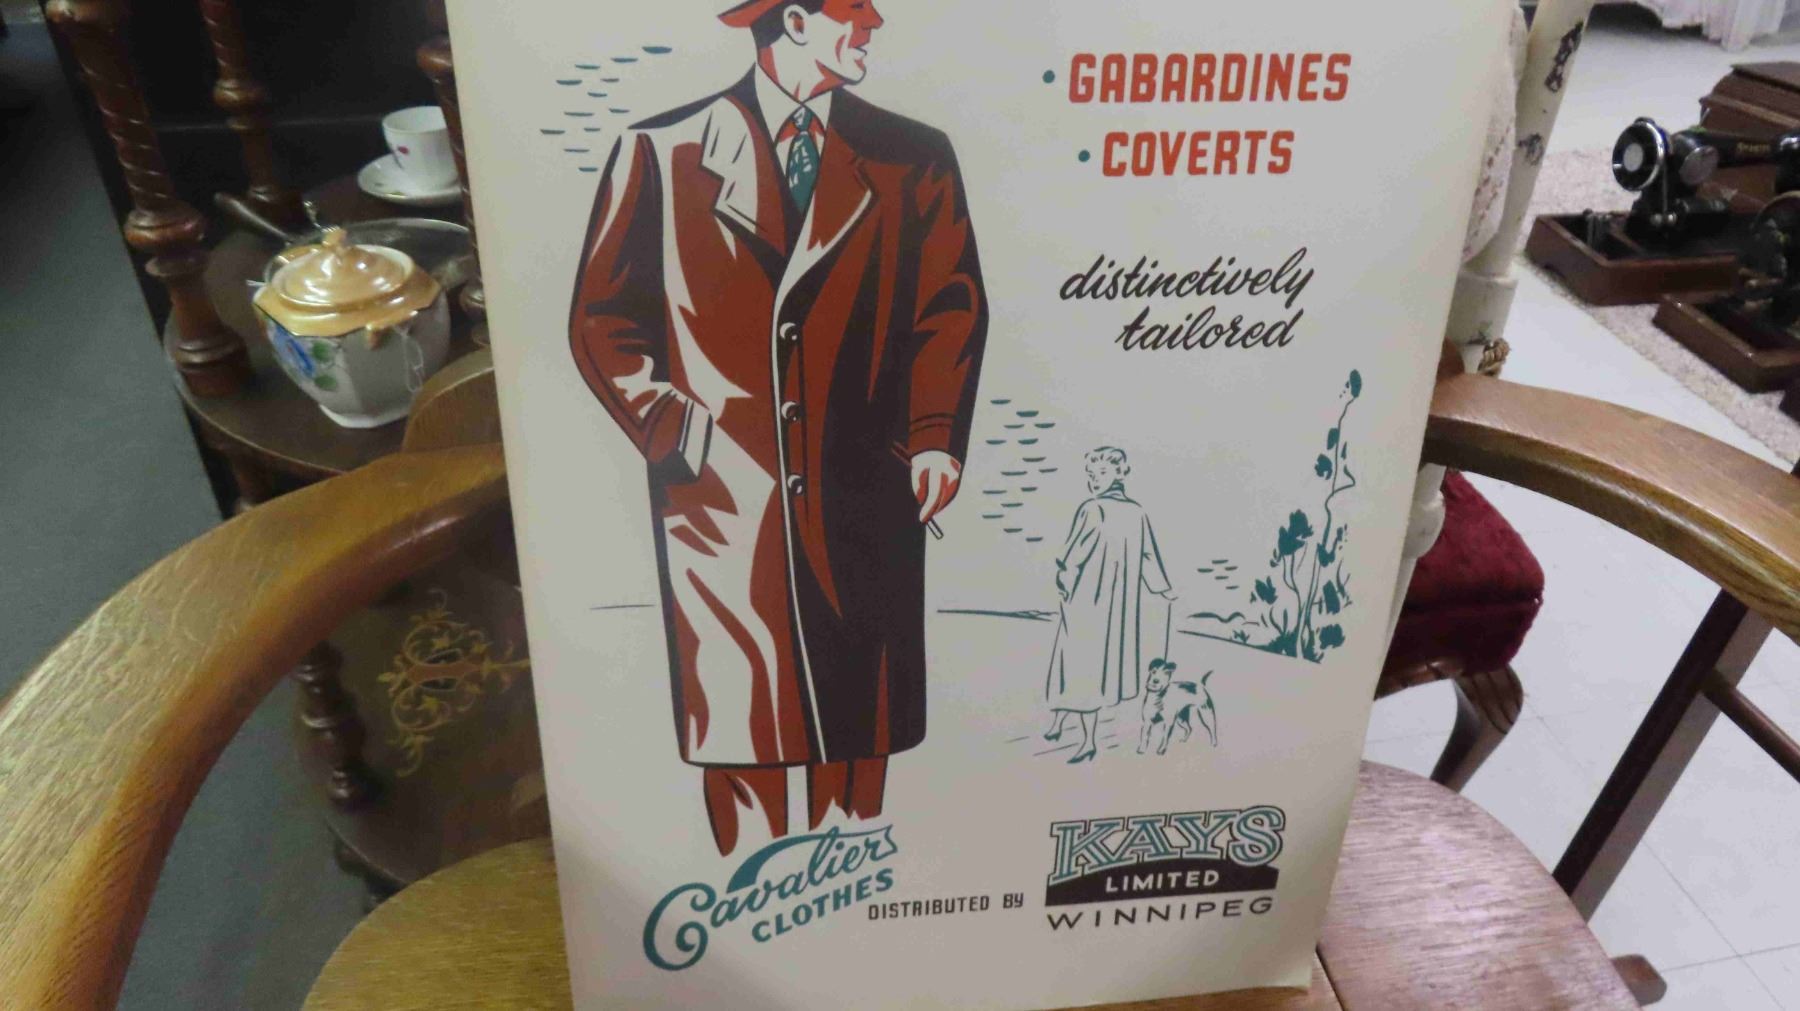 • GABARDINES
• COVERTS
distinctively
tailored
Cavalier
CLOTHES
DISTRIBUTED BY
KAYS
LIMITED
WINNIPEG